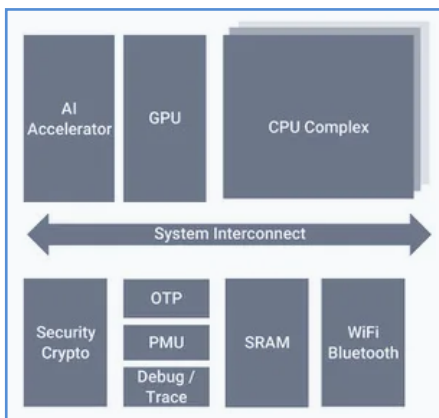 AI
Accelerator
GPU
CPU Complex
System Interconnect
Security
Crypto
OTP
PMU
Debug /
Trace
SRAM
WiFi
Bluetooth